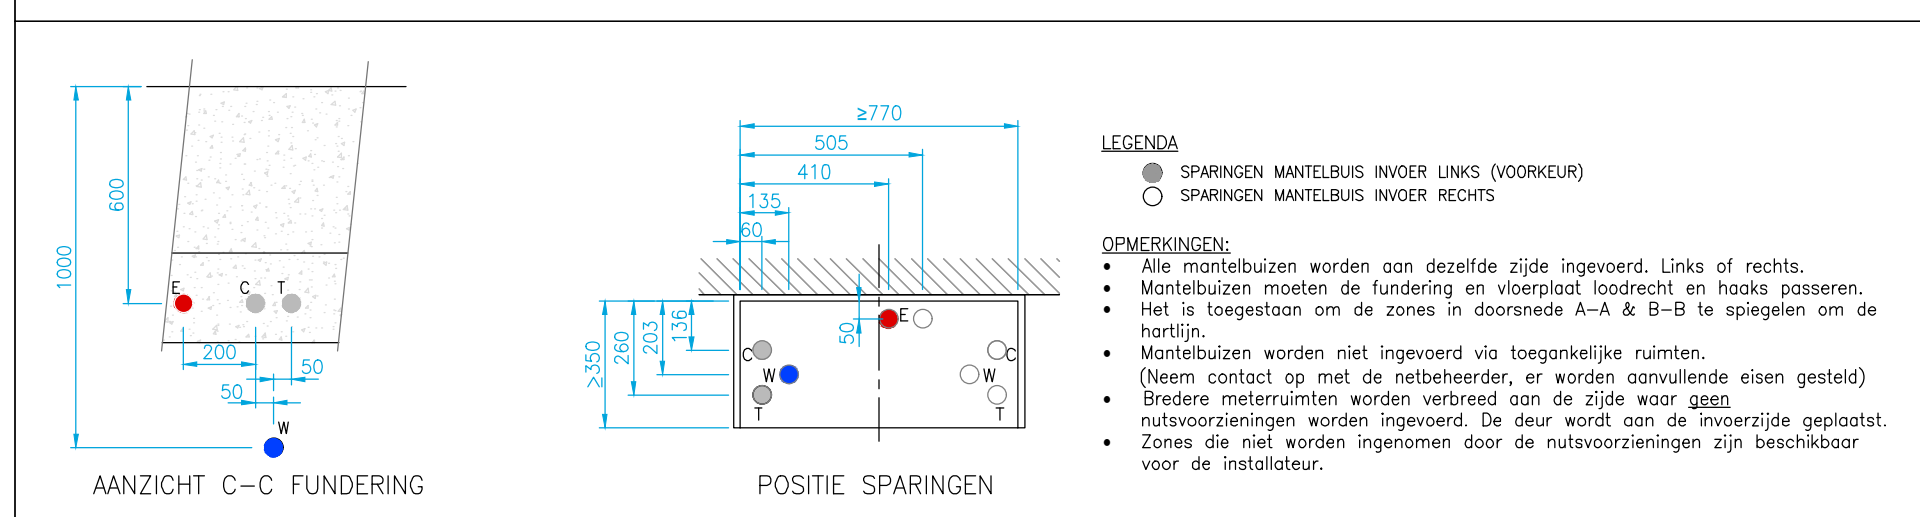 600
1000
E
C
T
200
50
50
W
AANZICHT C-C FUNDERING
≥770
505
410
135
60
≥350
260
203
136
50
E
C
W
T
C
W
T
POSITIE SPARINGEN
LEGENDA
SPARINGEN MANTELBUIS INVOER LINKS (VOORKEUR)
SPARINGEN MANTELBUIS INVOER RECHTS
OPMERKINGEN:
• Alle mantelbuizen worden aan dezelfde zijde ingevoerd. Links of rechts.
• Mantelbuizen moeten de fundering en vloerplaat loodrecht en haaks passeren.
• Het is toegestaan om de zones in doorsnede A-A & B-B te spiegelen om de
hartlijn.
• Mantelbuizen worden niet ingevoerd via toegankelijke ruimten.
(Neem contact op met de netbeheerder, er worden aanvullende eisen gesteld)
• Bredere meterruimten worden verbreed aan de zijde waar geen
nutsvoorzieningen worden ingevoerd. De deur wordt aan de invoerzijde geplaatst.
• Zones die niet worden ingenomen door de nutsvoorzieningen zijn beschikbaar
voor de installateur.